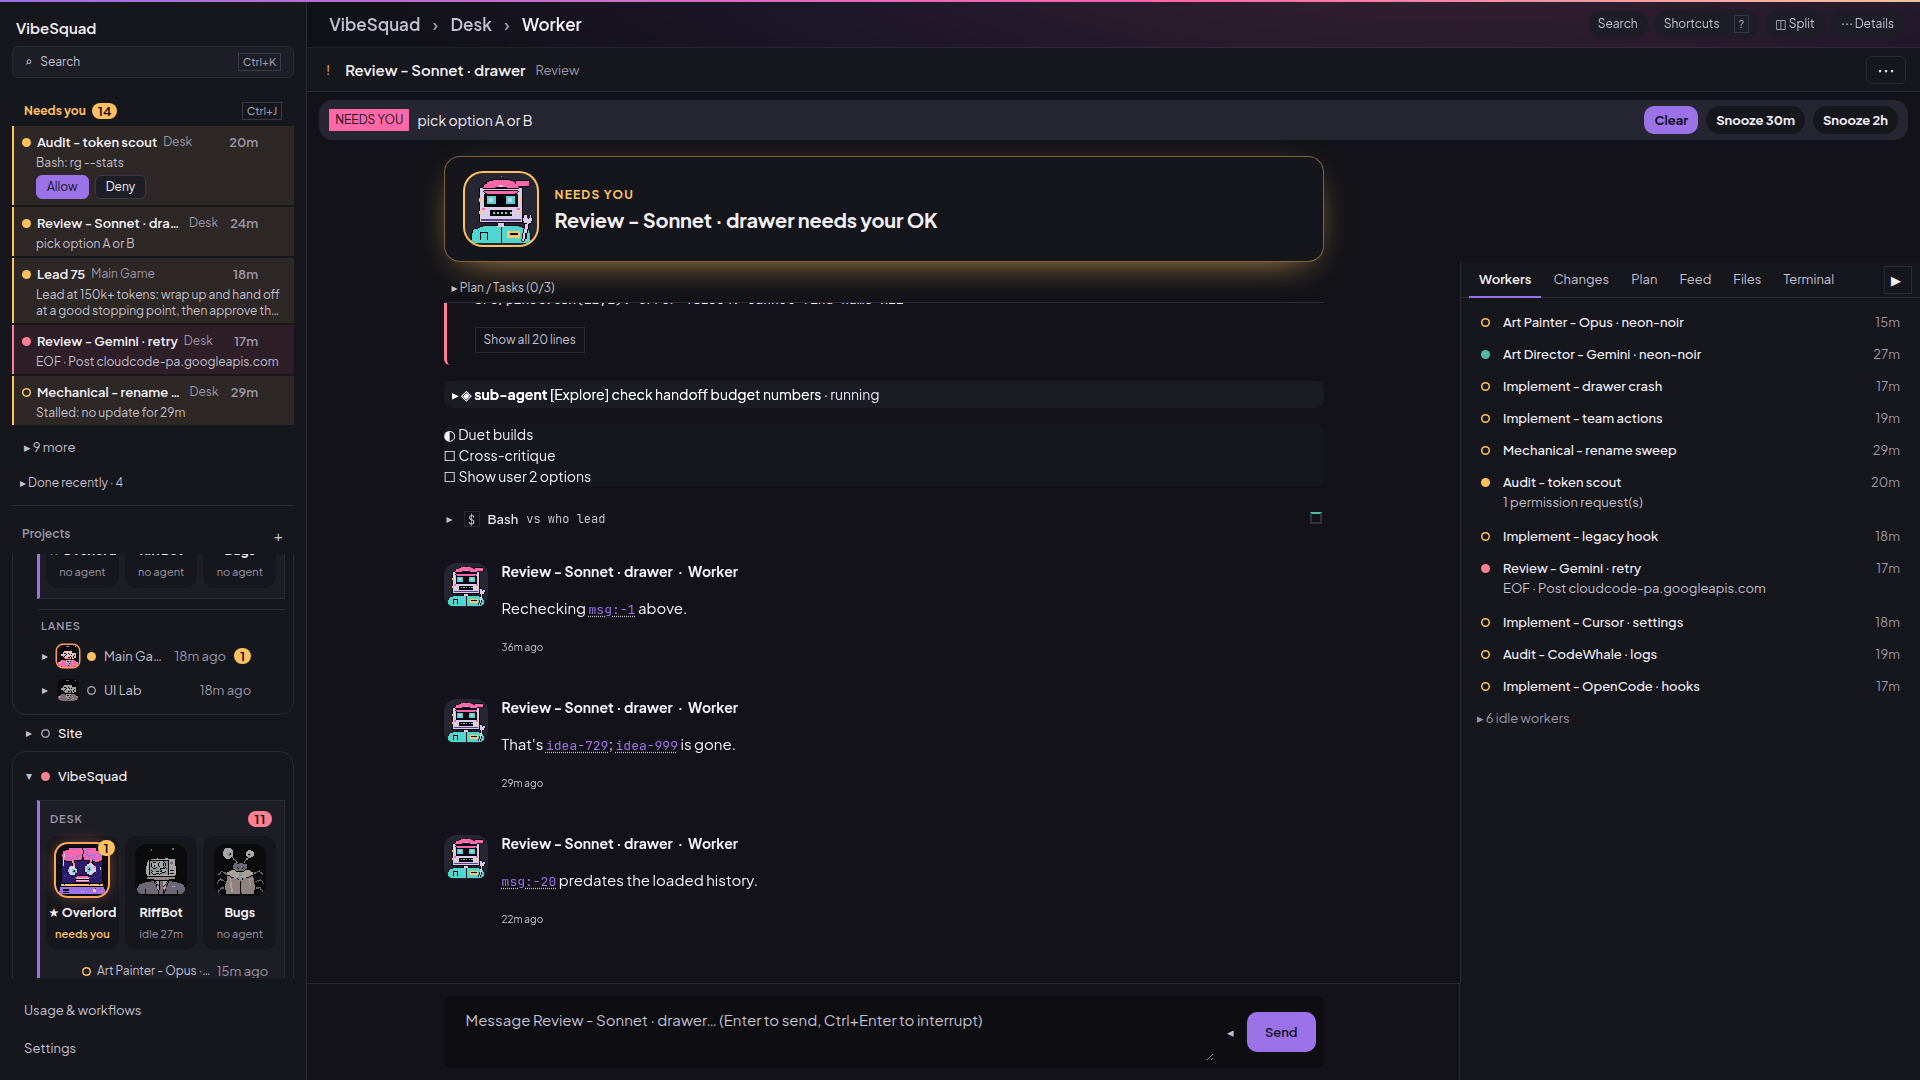 VibeSquad
Search Ctrl+K
Needs you 14 Ctrl+J
Audit – token scout Desk 20m
Bash: rg --stats
Allow Deny
Review – Sonnet · dra… Desk 24m
pick option A or B
Lead 75 Main Game 18m
Lead at 150k+ tokens: wrap up and hand off
at a good stopping point, then approve th…
Review – Gemini · retry Desk 17m
EOF · Post cloudcode-pa.googleapis.com
Mechanical – rename … Desk 29m
Stalled: no update for 29m
▸ 9 more
▸ Done recently · 4
Projects +
no agent no agent no agent
LANES
▸ Main Ga… 18m ago 1
▸ UI Lab 18m ago
▸ Site
▾ VibeSquad
DESK 11
1
★ Overlord RiffBot Bugs
needs you idle 27m no agent
Art Painter – Opus ·… 15m ago
Usage & workflows
Settings
VibeSquad › Desk › Worker
Search Shortcuts ? Split ⋯ Details
! Review – Sonnet · drawer Review ⋯
NEEDS YOU pick option A or B Clear Snooze 30m Snooze 2h
NEEDS YOU
Review – Sonnet · drawer needs your OK
▸ Plan / Tasks (0/3)
Show all 20 lines
▸ ◈ sub-agent [Explore] check handoff budget numbers · running
◐ Duet builds
☐ Cross-critique
☐ Show user 2 options
▸ $ Bash vs who lead
Review – Sonnet · drawer · Worker
Rechecking msg:-1 above.
36m ago
Review – Sonnet · drawer · Worker
That's idea-729; idea-999 is gone.
29m ago
Review – Sonnet · drawer · Worker
msg:-20 predates the loaded history.
22m ago
Message Review – Sonnet · drawer… (Enter to send, Ctrl+Enter to interrupt)
◂ Send
Workers Changes Plan Feed Files Terminal ▶
Art Painter – Opus · neon-noir 15m
Art Director – Gemini · neon-noir 27m
Implement – drawer crash 17m
Implement – team actions 19m
Mechanical – rename sweep 29m
Audit – token scout 20m
1 permission request(s)
Implement – legacy hook 18m
Review – Gemini · retry 17m
EOF · Post cloudcode-pa.googleapis.com
Implement – Cursor · settings 18m
Audit – CodeWhale · logs 19m
Implement – OpenCode · hooks 17m
▸ 6 idle workers